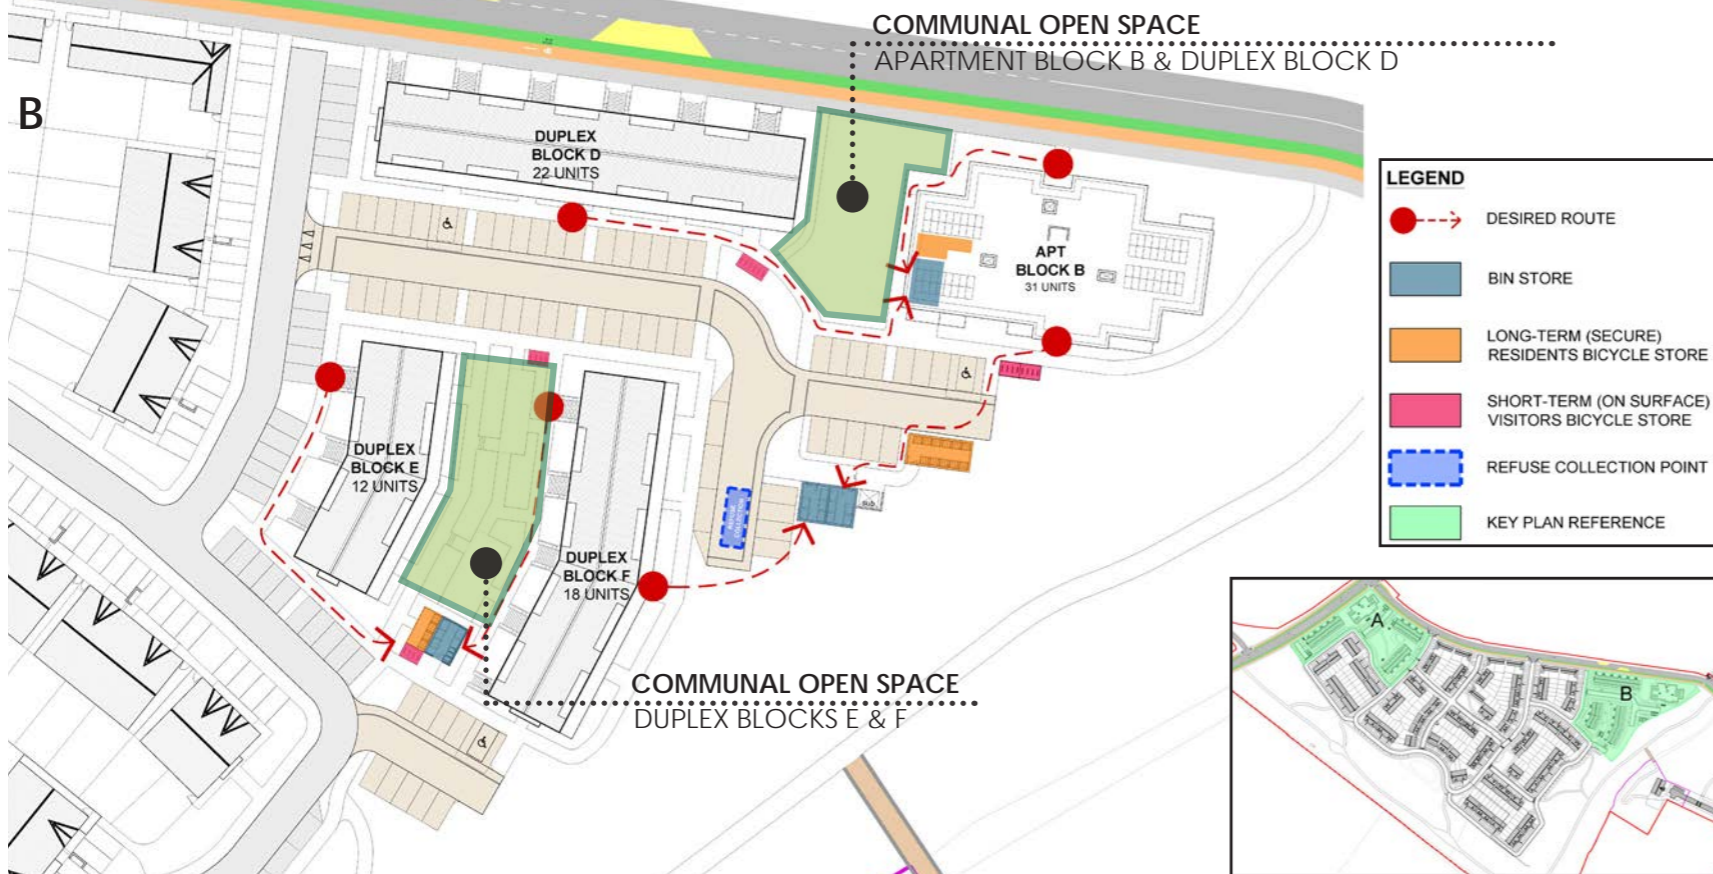 COMMUNAL OPEN SPACE
APARTMENT BLOCK B & DUPLEX BLOCK D
B
DUPLEX
BLOCK D
22 UNITS
APT
BLOCK B
31 UNITS
DUPLEX
BLOCK E
12 UNITS
DUPLEX
BLOCK F
18 UNITS
REFUSE
COLLECTION
COMMUNAL OPEN SPACE
DUPLEX BLOCKS E & F
LEGEND
DESIRED ROUTE
BIN STORE
LONG-TERM (SECURE)
RESIDENTS BICYCLE STORE
SHORT-TERM (ON SURFACE)
VISITORS BICYCLE STORE
REFUSE COLLECTION POINT
KEY PLAN REFERENCE
A
B